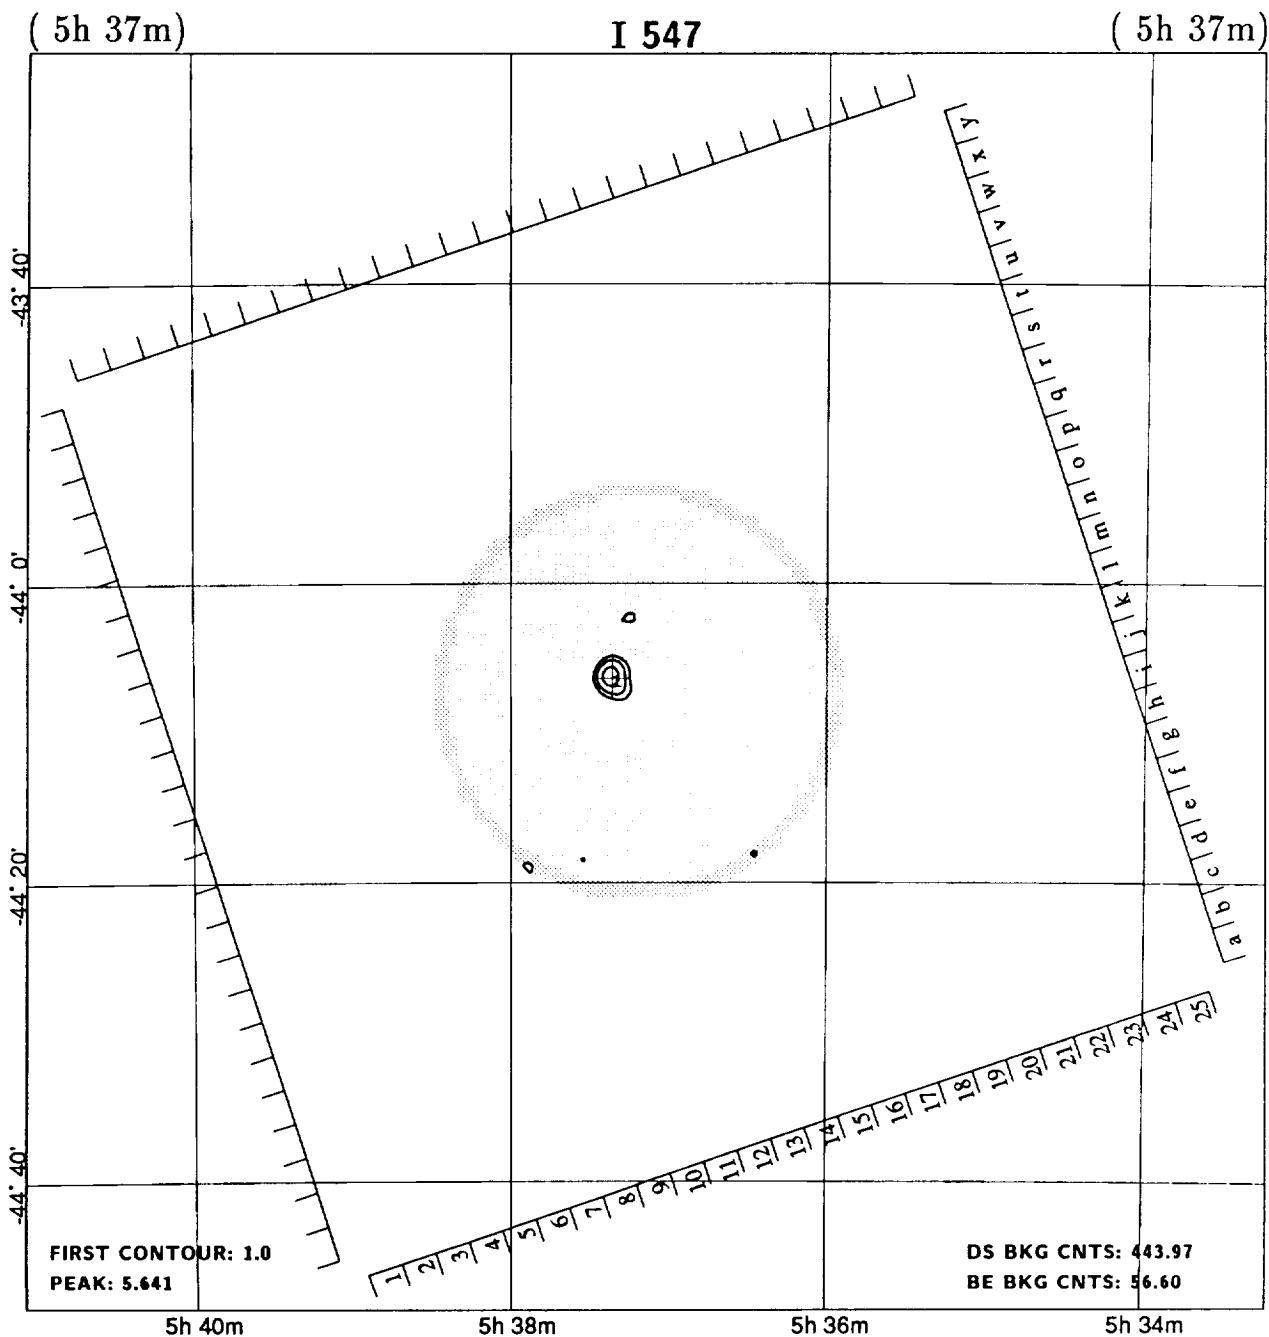 ( 5h 37m)
I 547
( 5h 37m)
-43° 40'
-44° 0'
-44° 20'
-44° 40'
y x w v u t s r q p o n m l k j i h g f e d c b a
1 2 3 4 5 6 7 8 9 10 11 12 13 14 15 16 17 18 19 20 21 22 23 24 25
1
FIRST CONTOUR: 1.0
PEAK: 5.641
DS BKG CNTS: 443.97
BE BKG CNTS: 56.60
5h 40m
5h 38m
5h 36m
5h 34m